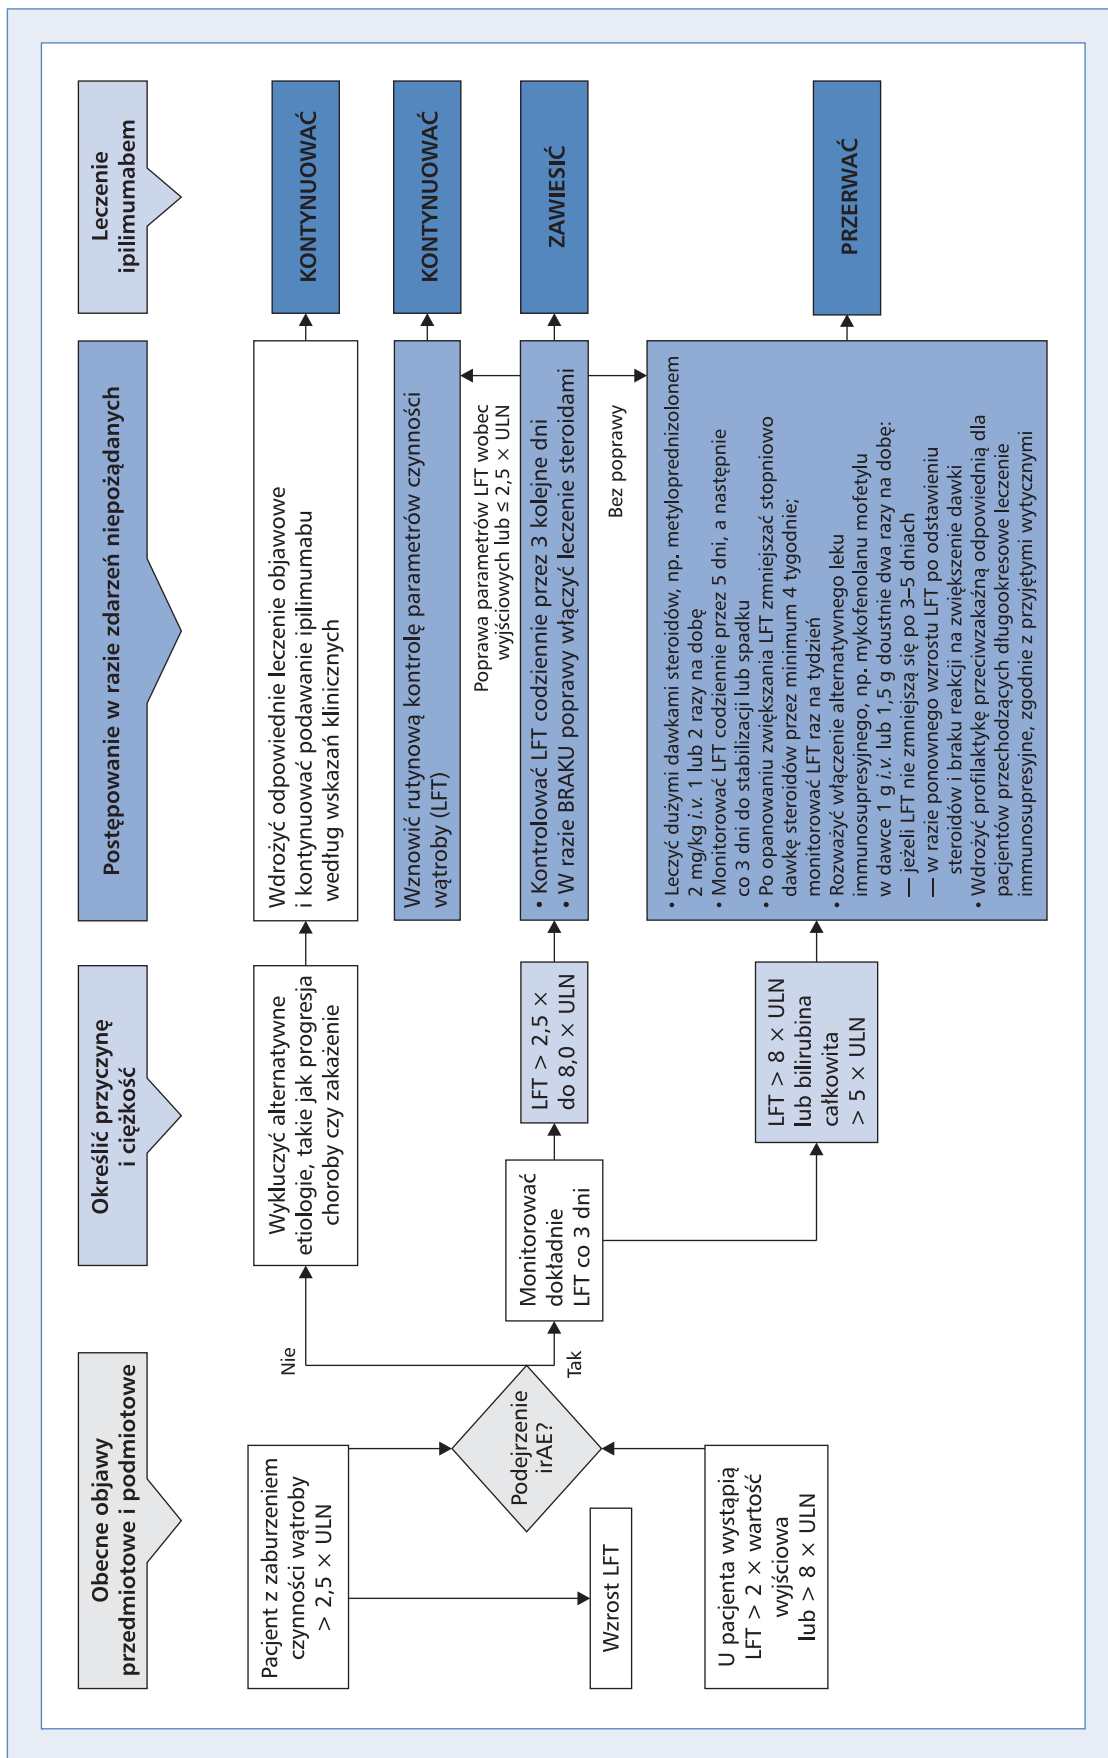 Obecne objawy
przedmiotowe i podmiotowe
Określić przyczynę
i ciężkość
Postępowanie w razie zdarzeń niepożądanych
Leczenie
ipilimumabem
Pacjent z zaburzeniem
czynności wątroby
> 2,5 × ULN
Wzrost LFT
U pacjenta wystąpią
LFT > 2 × wartość
wyjściowa
lub > 8 × ULN
Podejrzenie
irAE?
Nie
Tak
Wykluczyć alternatywne
etiologie, takie jak progresja
choroby czy zakażenie
Wdrożyć odpowiednie leczenie objawowe
i kontynuować podawanie ipilimumabu
według wskazań klinicznych
KONTYNUOWAĆ
Wznowić rutynową kontrolę parametrów czynności
wątroby (LFT)
KONTYNUOWAĆ
Poprawa parametrów LFT wobec
wyjściowych lub ≤ 2,5 × ULN
Monitorować
dokładnie
LFT co 3 dni
LFT > 2,5 ×
do 8,0 × ULN
• Kontrolować LFT codziennie przez 3 kolejne dni
• W razie BRAKU poprawy włączyć leczenie steroidami
ZAWIESIĆ
Bez poprawy
LFT > 8 × ULN
lub bilirubina
całkowita
> 5 × ULN
• Leczyć dużymi dawkami steroidów, np. metyloprednizolonem
2 mg/kg i.v. 1 lub 2 razy na dobę
• Monitorować LFT codziennie przez 5 dni, a następnie
co 3 dni do stabilizacji lub spadku
• Po opanowaniu zwiększania LFT zmniejszać stopniowo
dawkę steroidów przez minimum 4 tygodnie;
monitorować LFT raz na tydzień
• Rozważyć włączenie alternatywnego leku
immunosupresyjnego, np. mykofenolanu mofetylu
w dawce 1 g i.v. lub 1,5 g doustnie dwa razy na dobę:
— jeżeli LFT nie zmniejszą się po 3–5 dniach
— w razie ponownego wzrostu LFT po odstawieniu
steroidów i braku reakcji na zwiększenie dawki
• Wdrożyć profilaktykę przeciwzakaźną odpowiednią dla
pacjentów przechodzących długookresowe leczenie
immunosupresyjne, zgodnie z przyjętymi wytycznymi
PRZERWAĆ